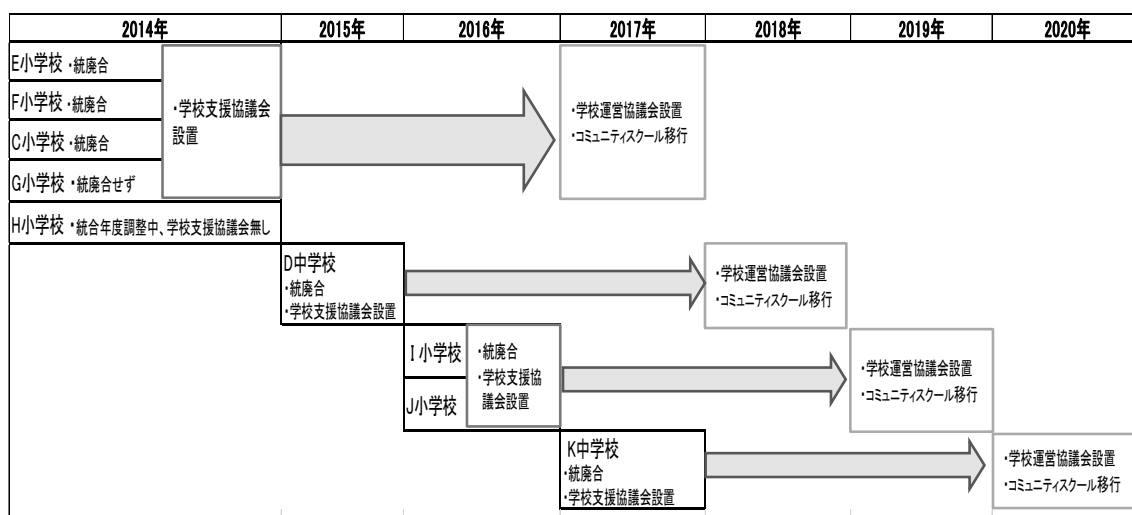 2014年 2015年 2016年 2017年 2018年 2019年 2020年
E小学校 ・統廃合
F小学校 ・統廃合
C小学校 ・統廃合
G小学校 ・統廃合せず
・学校支援協議会
設置
・学校運営協議会設置
・コミュニティスクール移行
H小学校 ・統合年度調整中、学校支援協議会無し
D中学校
・統廃合
・学校支援協議会設置
・学校運営協議会設置
・コミュニティスクール移行
I小学校
J小学校
・統廃合
・学校支援協
議会設置
・学校運営協議会設置
・コミュニティスクール移行
K中学校
・統廃合
・学校支援協議会設置
・学校運営協議会設置
・コミュニティスクール移行